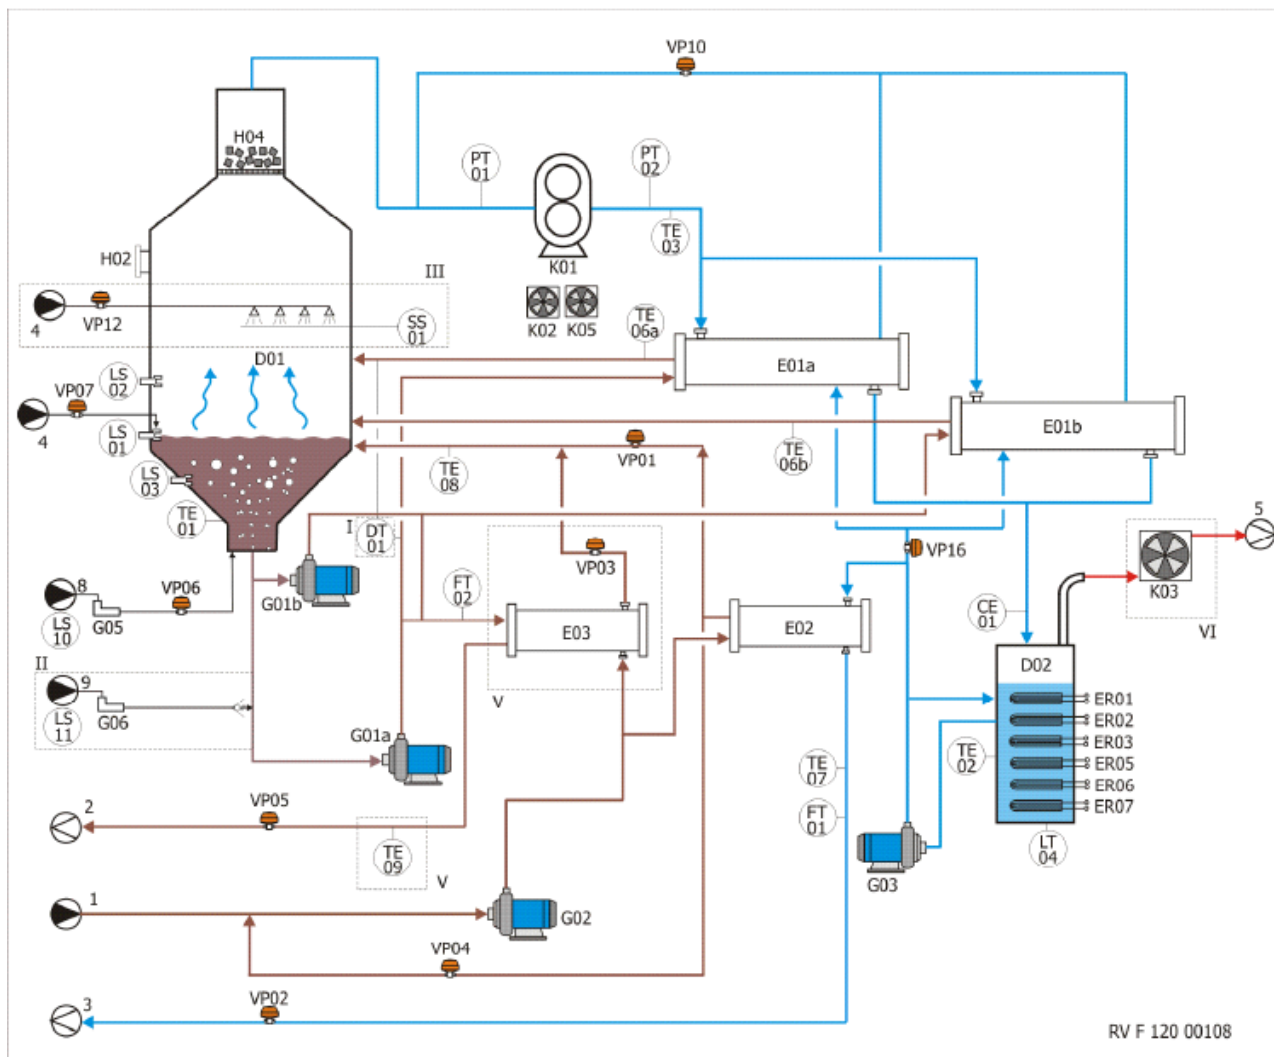 VP10
H04
PT
01
PT
02
TE
03
H02
K01
III
K02
K05
4
VP12
SS
01
TE
06a
D01
E01a
LS
02
VP07
4
LS
01
E01b
VP01
TE
08
TE
06b
LS
03
TE
01
I
DT
01
5
VP16
VP03
K03
VI
8
VP06
G01b
FT
02
LS
10
G05
E03
E02
CE
01
II
9
LS
11
G06
V
D02
ER01
ER02
ER03
ER05
ER06
ER07
G01a
TE
07
TE
02
2
VP05
FT
01
TE
09
V
LT
04
G03
1
G02
VP04
3
VP02
RV F 120 00108